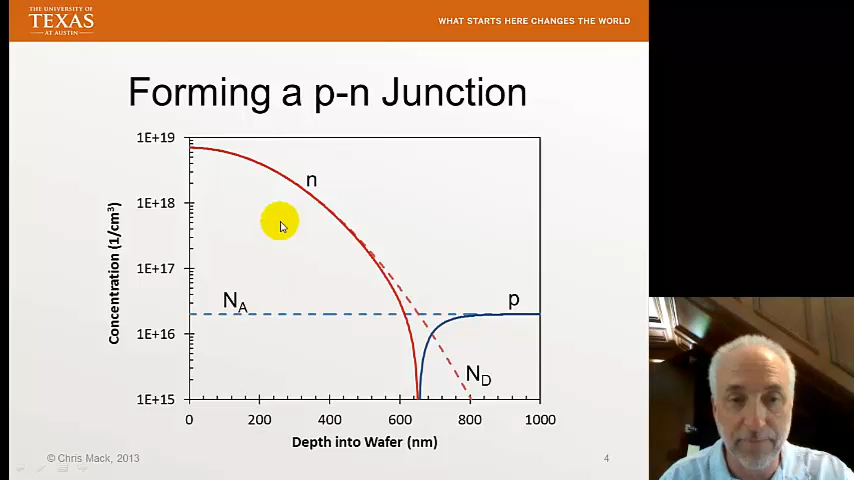 THE UNIVERSITY OF
TEXAS
AT AUSTIN
WHAT STARTS HERE CHANGES THE WORLD
Forming a p-n Junction
1E+19
1E+18
1E+17
1E+16
1E+15
Concentration (1/cm³)
n
N_A
p
N_D
0 200 400 600 800 1000
Depth into Wafer (nm)
© Chris Mack, 2013
4